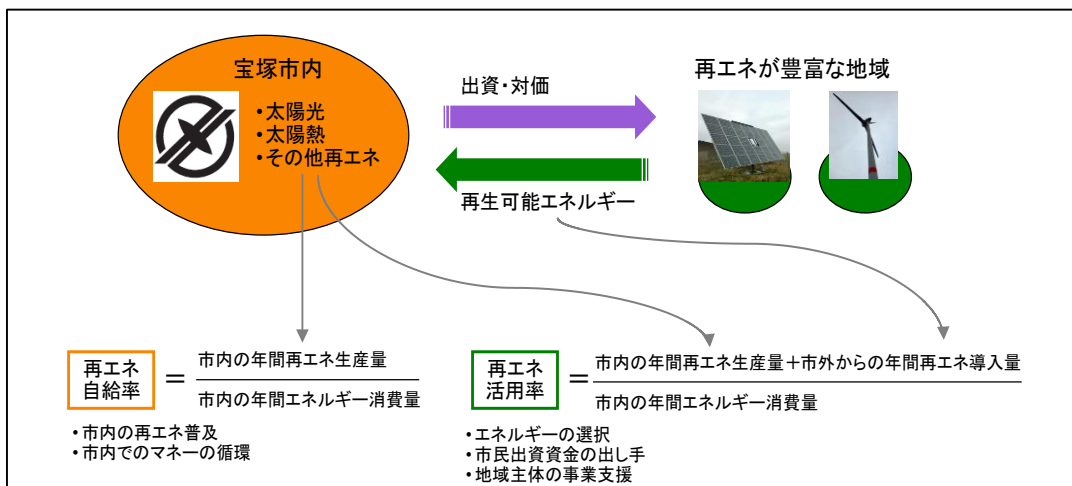 宝塚市内
・太陽光
・太陽熱
・その他再エネ
出資・対価
再生可能エネルギー
再エネが豊富な地域
再エネ
自給率
=
市内の年間再エネ生産量
市内の年間エネルギー消費量
・市内の再エネ普及
・市内でのマネーの循環
再エネ
活用率
=
市内の年間再エネ生産量+市外からの年間再エネ導入量
市内の年間エネルギー消費量
・エネルギーの選択
・市民出資資金の出し手
・地域主体の事業支援